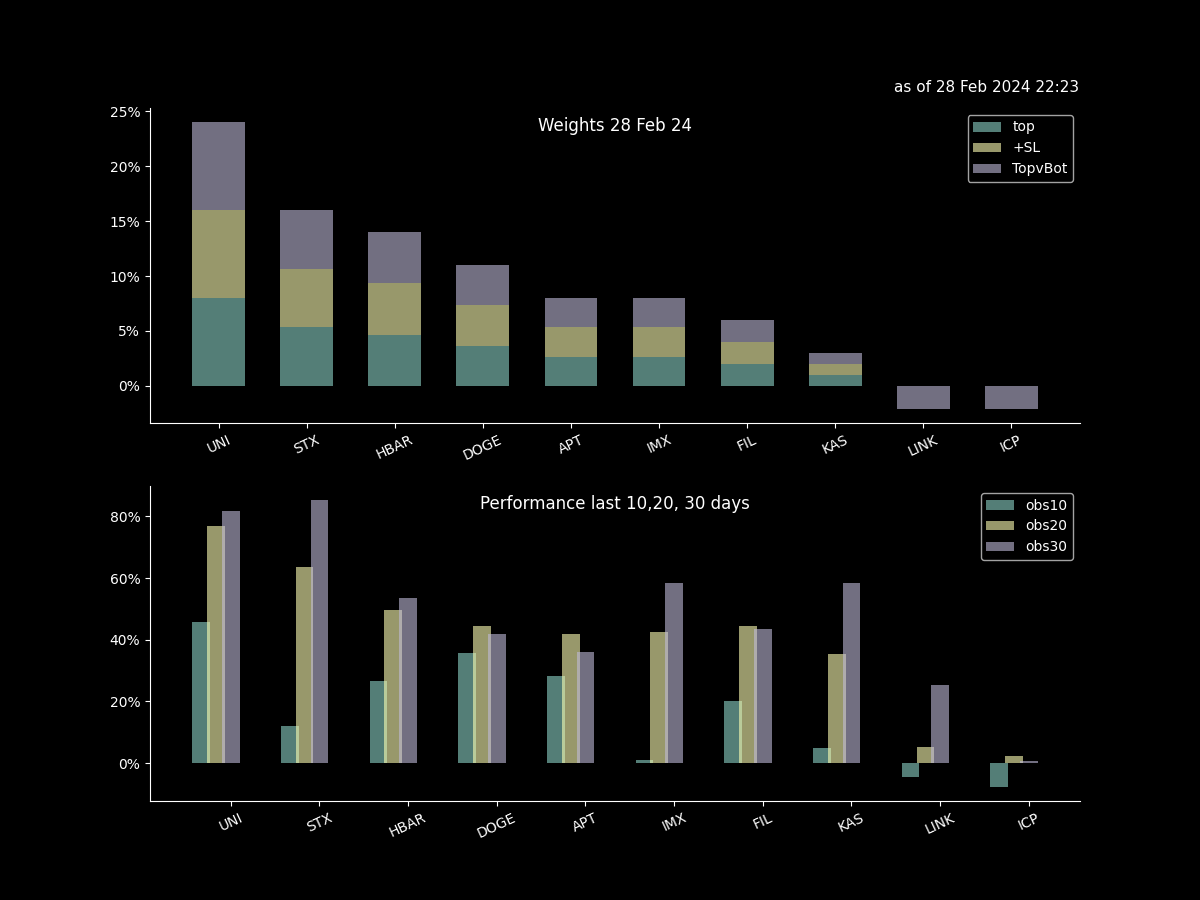 as of 28 Feb 2024 22:23
Weights 28 Feb 24
top
+SL
TopvBot
25%
20%
15%
10%
5%
0%
UNI STX HBAR DOGE APT IMX FIL KAS LINK ICP
Performance last 10,20, 30 days
obs10
obs20
obs30
80%
60%
40%
20%
0%
UNI STX HBAR DOGE APT IMX FIL KAS LINK ICP